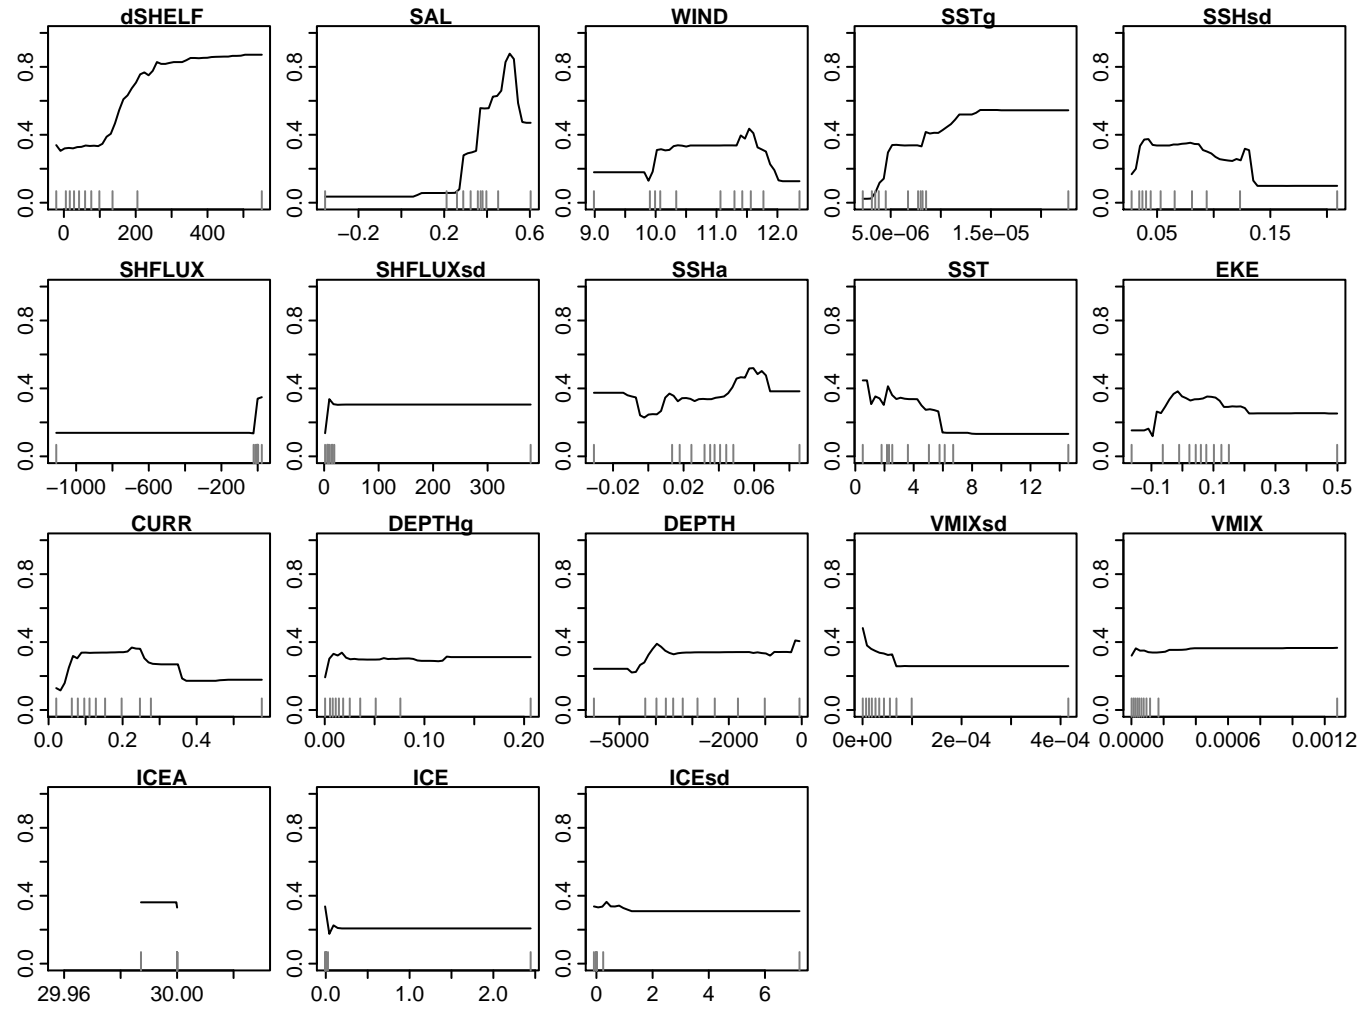 dSHELF SAL WIND SSTg SSHsd
0.0 0.4 0.8 0.0 0.4 0.8 0.0 0.4 0.8 0.0 0.4 0.8 0.0 0.4 0.8
0 200 400 −0.2 0.2 0.6 9.0 10.0 11.0 12.0 5.0e−06 1.5e−05 0.05 0.15
SHFLUX SHFLUXsd SSHa SST EKE
0.0 0.4 0.8 0.0 0.4 0.8 0.0 0.4 0.8 0.0 0.4 0.8 0.0 0.4 0.8
−1000 −600 −200 0 100 200 300 −0.02 0.02 0.06 0 4 8 12 −0.1 0.1 0.3 0.5
CURR DEPTHg DEPTH VMIXsd VMIX
0.0 0.4 0.8 0.0 0.4 0.8 0.0 0.4 0.8 0.0 0.4 0.8 0.0 0.4 0.8
0.0 0.2 0.4 0.00 0.10 0.20 −5000 −2000 0 0e+00 2e−04 4e−04 0.0000 0.0006 0.0012
ICEA ICE ICEsd
0.0 0.4 0.8 0.0 0.4 0.8 0.0 0.4 0.8
29.96 30.00 0.0 1.0 2.0 0 2 4 6